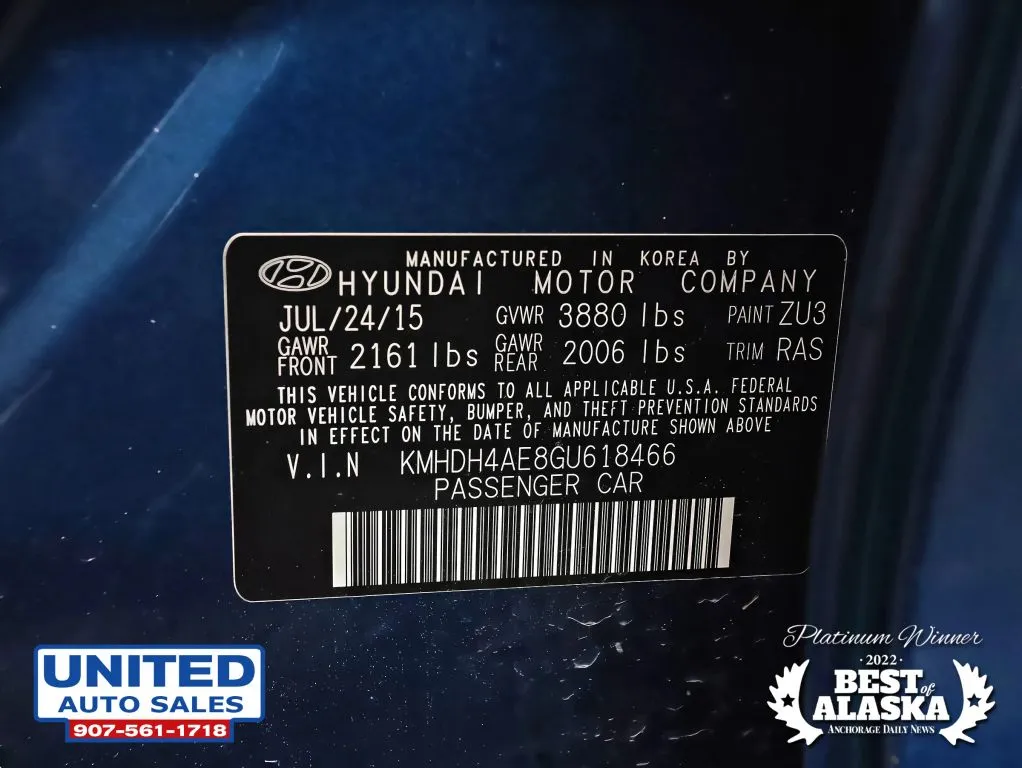 MANUFACTURED IN KOREA BY
HYUNDAI MOTOR COMPANY
JUL/24/15 GVWR 3880 lbs PAINT ZU3
GAWR FRONT 2161 lbs GAWR REAR 2006 lbs TRIM RAS
THIS VEHICLE CONFORMS TO ALL APPLICABLE U.S.A. FEDERAL
MOTOR VEHICLE SAFETY, BUMPER, AND THEFT PREVENTION STANDARDS
IN EFFECT ON THE DATE OF MANUFACTURE SHOWN ABOVE
V.I.N KMHDH4AE8GU618466
PASSENGER CAR
UNITED
AUTO SALES
907-561-1718
Platinum Winner
·2022·
BEST of
ALASKA
ANCHORAGE DAILY NEWS